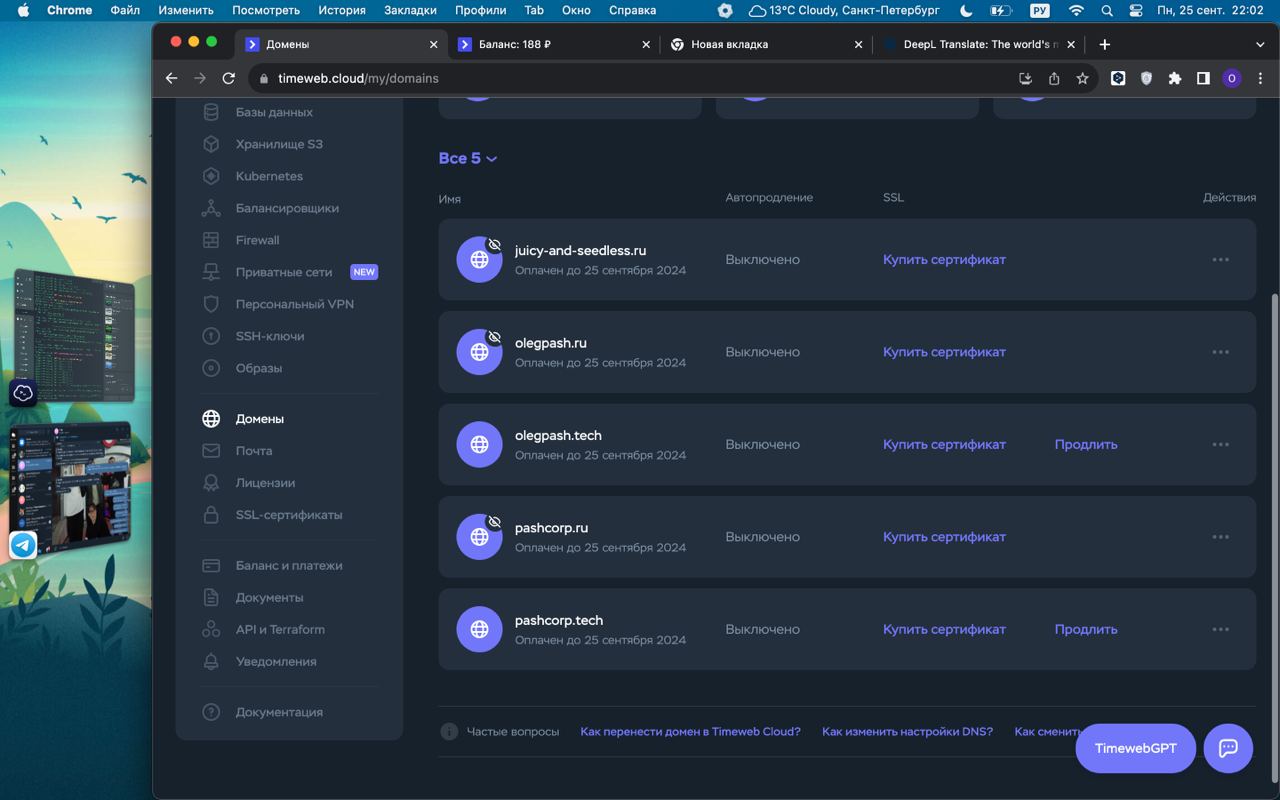 Chrome Файл Изменить Посмотреть История Закладки Профили Tab Окно Справка 13°C Cloudy, Санкт-Петербург РУ Пн, 25 сент. 22:02
Домены Баланс: 188 ₽ Новая вкладка DeepL Translate: The world's
timeweb.cloud/my/domains O
Базы данных
Хранилище S3
Kubernetes
Балансировщики
Firewall
Приватные сети NEW
Персональный VPN
SSH-ключи
Образы
Домены
Почта
Лицензии
SSL-сертификаты
Баланс и платежи
Документы
API и Terraform
Уведомления
Документация
Все 5
Имя Автопродление SSL Действия
juicy-and-seedless.ru
Оплачен до 25 сентября 2024 Выключено Купить сертификат
olegpash.ru
Оплачен до 25 сентября 2024 Выключено Купить сертификат
olegpash.tech
Оплачен до 25 сентября 2024 Выключено Купить сертификат Продлить
pashcorp.ru
Оплачен до 25 сентября 2024 Выключено Купить сертификат
pashcorp.tech
Оплачен до 25 сентября 2024 Выключено Купить сертификат Продлить
Частые вопросы Как перенести домен в Timeweb Cloud? Как изменить настройки DNS? Как сменить
TimewebGPT